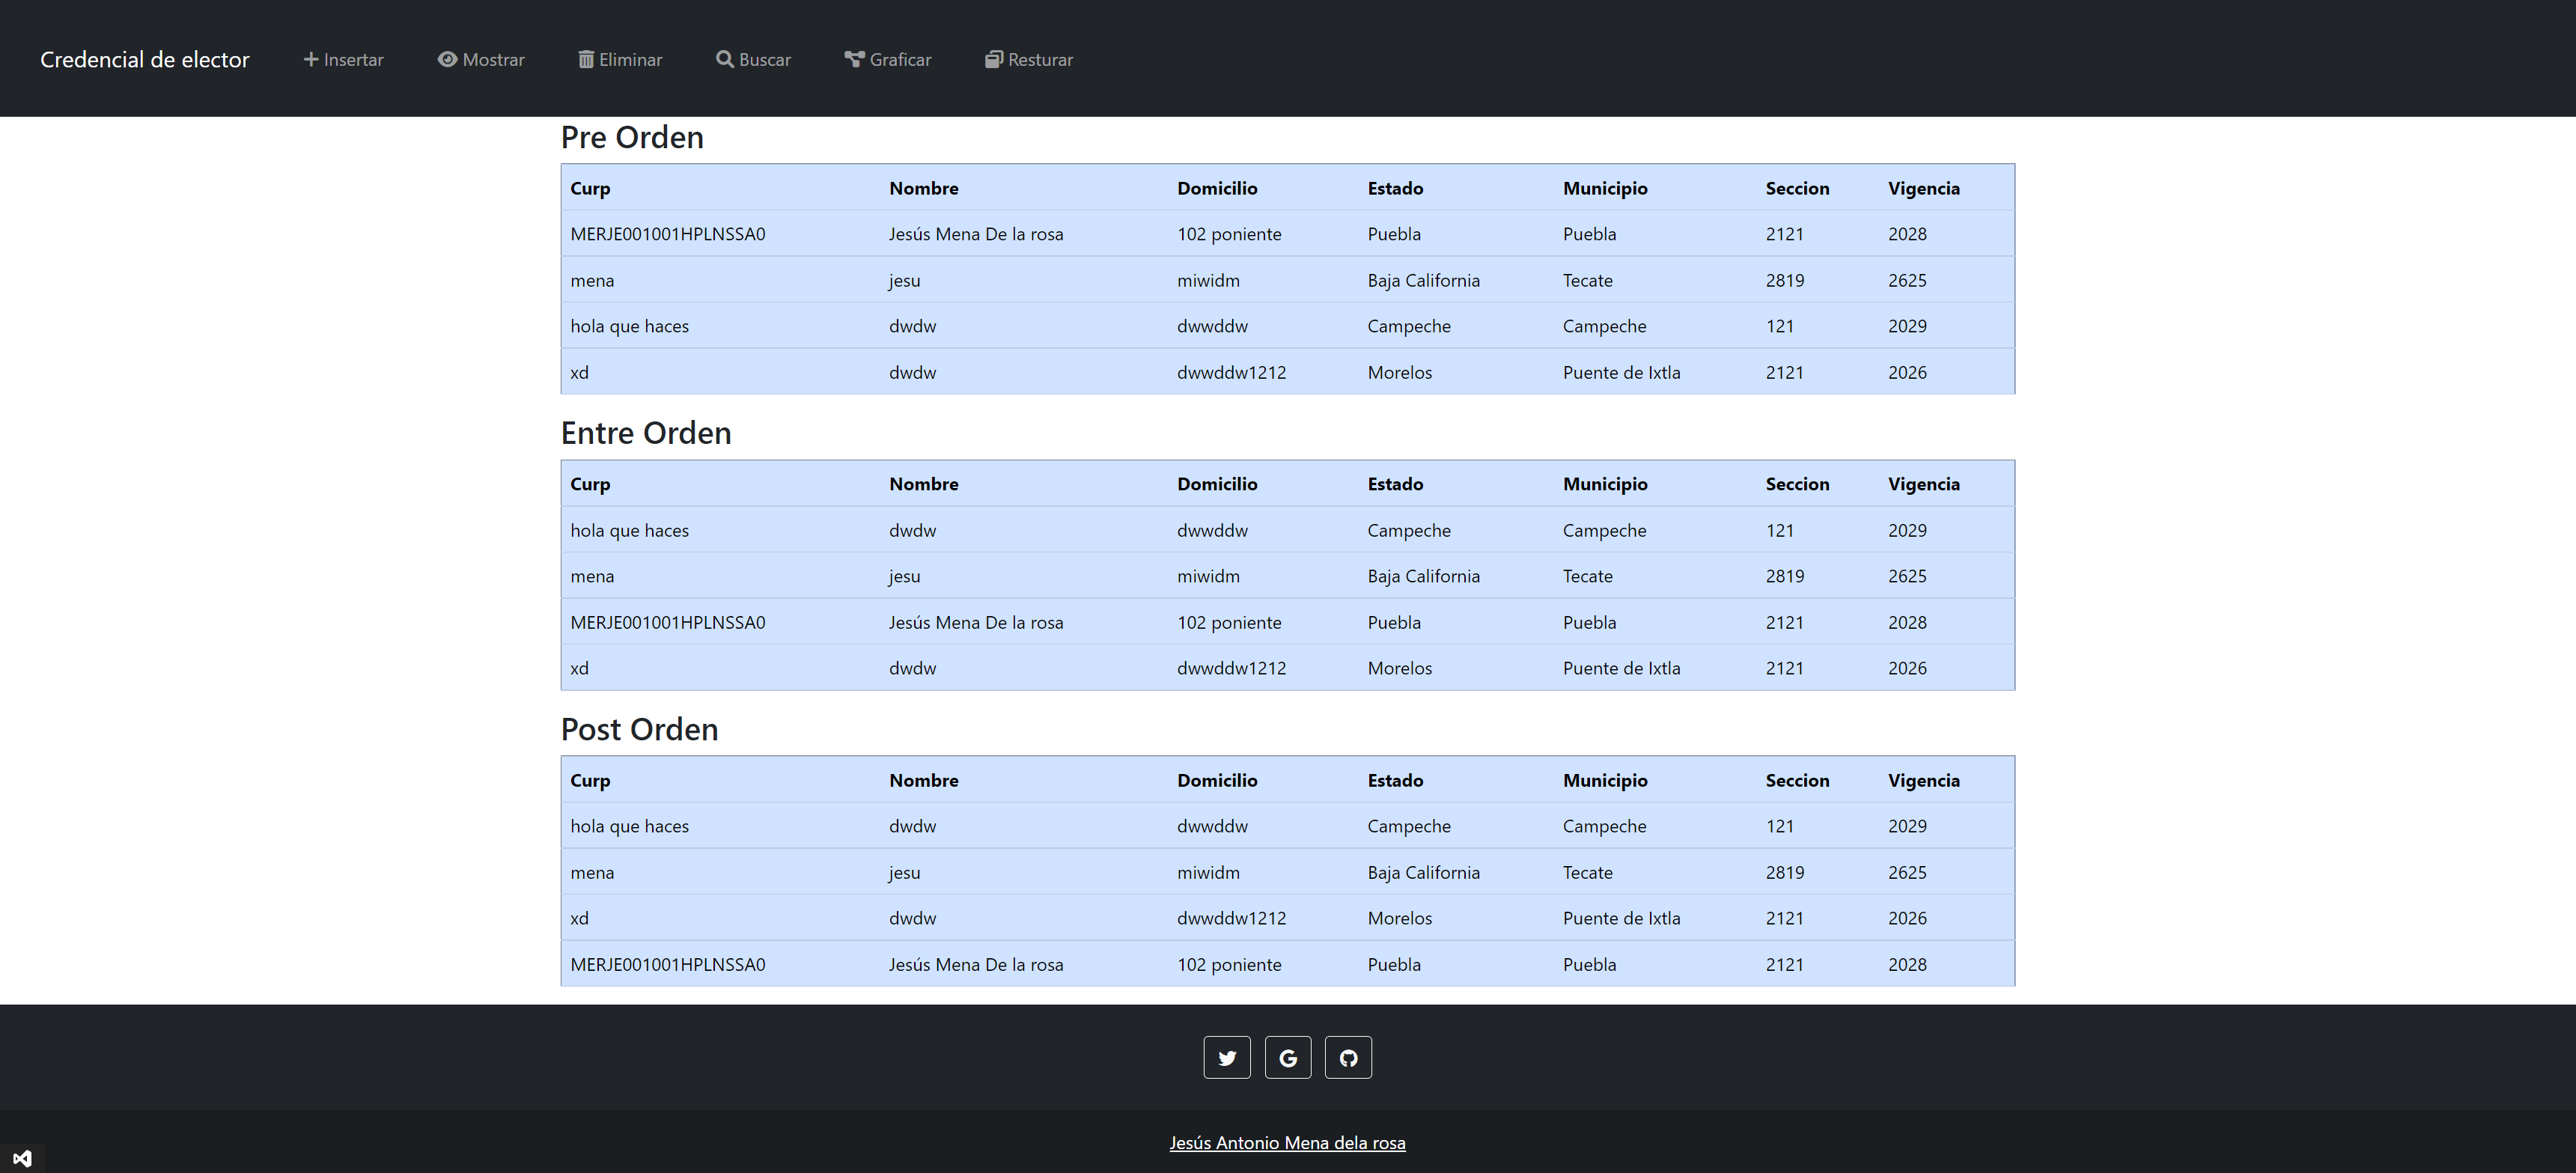 Credencial de elector Insertar Mostrar Eliminar Buscar Graficar Resturar
Pre Orden
Curp Nombre Domicilio Estado Municipio Seccion Vigencia
MERJE001001HPLNSSA0 Jesús Mena De la rosa 102 poniente Puebla Puebla 2121 2028
mena jesu miwidm Baja California Tecate 2819 2625
hola que haces dwdw dwwddw Campeche Campeche 121 2029
xd dwdw dwwddw1212 Morelos Puente de Ixtla 2121 2026
Entre Orden
Curp Nombre Domicilio Estado Municipio Seccion Vigencia
hola que haces dwdw dwwddw Campeche Campeche 121 2029
mena jesu miwidm Baja California Tecate 2819 2625
MERJE001001HPLNSSA0 Jesús Mena De la rosa 102 poniente Puebla Puebla 2121 2028
xd dwdw dwwddw1212 Morelos Puente de Ixtla 2121 2026
Post Orden
Curp Nombre Domicilio Estado Municipio Seccion Vigencia
hola que haces dwdw dwwddw Campeche Campeche 121 2029
mena jesu miwidm Baja California Tecate 2819 2625
xd dwdw dwwddw1212 Morelos Puente de Ixtla 2121 2026
MERJE001001HPLNSSA0 Jesús Mena De la rosa 102 poniente Puebla Puebla 2121 2028
Jesús Antonio Mena dela rosa